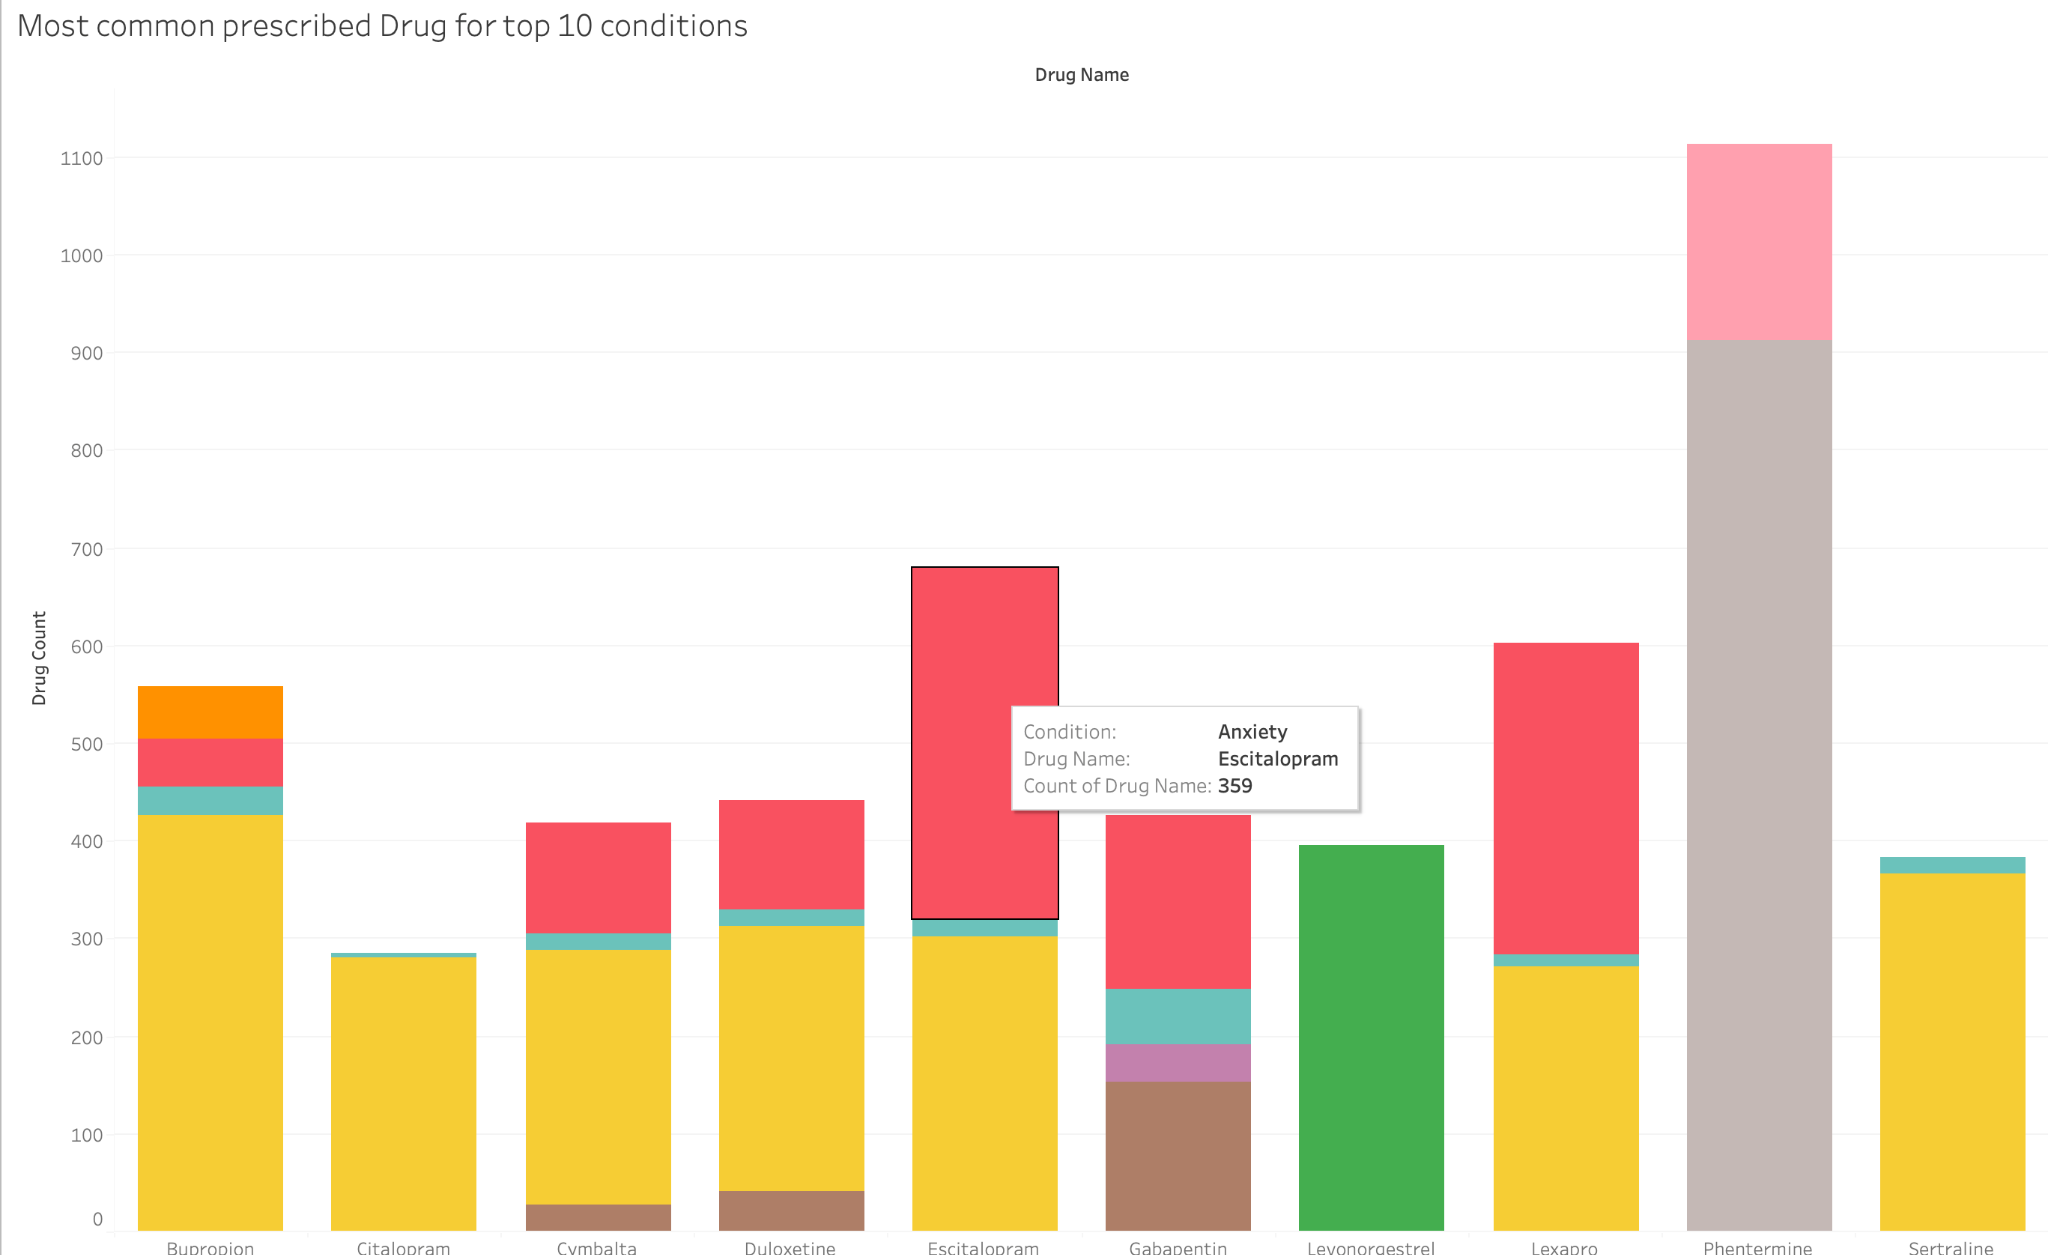 Most common prescribed Drug for top 10 conditions
Drug Name
1100
1000
900
800
700
600
500
400
300
200
100
0
Drug Count
Condition: Anxiety
Drug Name: Escitalopram
Count of Drug Name: 359
Bupropion Citalopram Cymbalta Duloxetine Escitalopram Gabapentin Levonorgestrel Lexapro Phentermine Sertraline